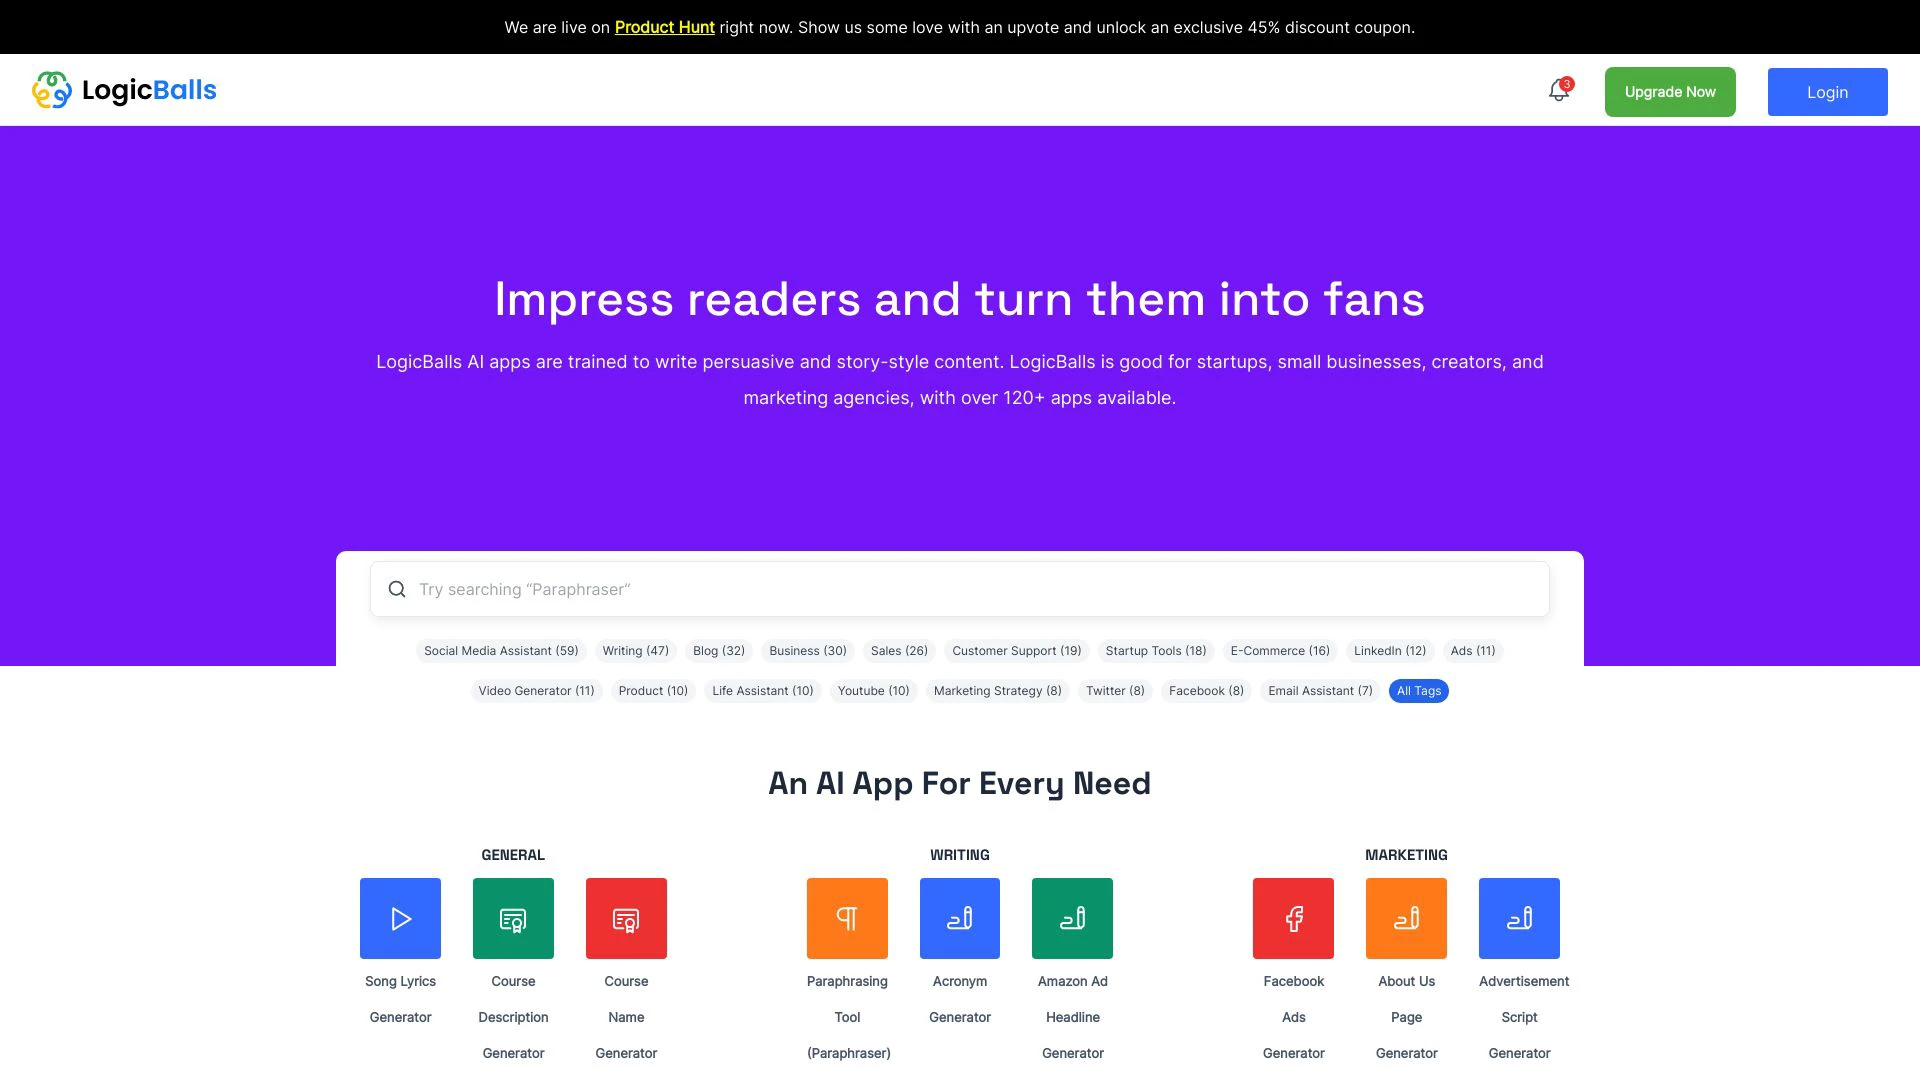 We are live on Product Hunt right now. Show us some love with an upvote and unlock an exclusive 45% discount coupon.
LogicBalls
3
Upgrade Now
Login
Impress readers and turn them into fans
LogicBalls AI apps are trained to write persuasive and story-style content. LogicBalls is good for startups, small businesses, creators, and
marketing agencies, with over 120+ apps available.
Try searching “Paraphraser“
Social Media Assistant (59) Writing (47) Blog (32) Business (30) Sales (26) Customer Support (19) Startup Tools (18) E-Commerce (16) LinkedIn (12) Ads (11)
Video Generator (11) Product (10) Life Assistant (10) Youtube (10) Marketing Strategy (8) Twitter (8) Facebook (8) Email Assistant (7) All Tags
An AI App For Every Need
GENERAL
Song Lyrics
Generator
Course
Description
Generator
Course
Name
Generator
WRITING
Paraphrasing
Tool
(Paraphraser)
Acronym
Generator
Amazon Ad
Headline
Generator
MARKETING
Facebook
Ads
Generator
About Us
Page
Generator
Advertisement
Script
Generator